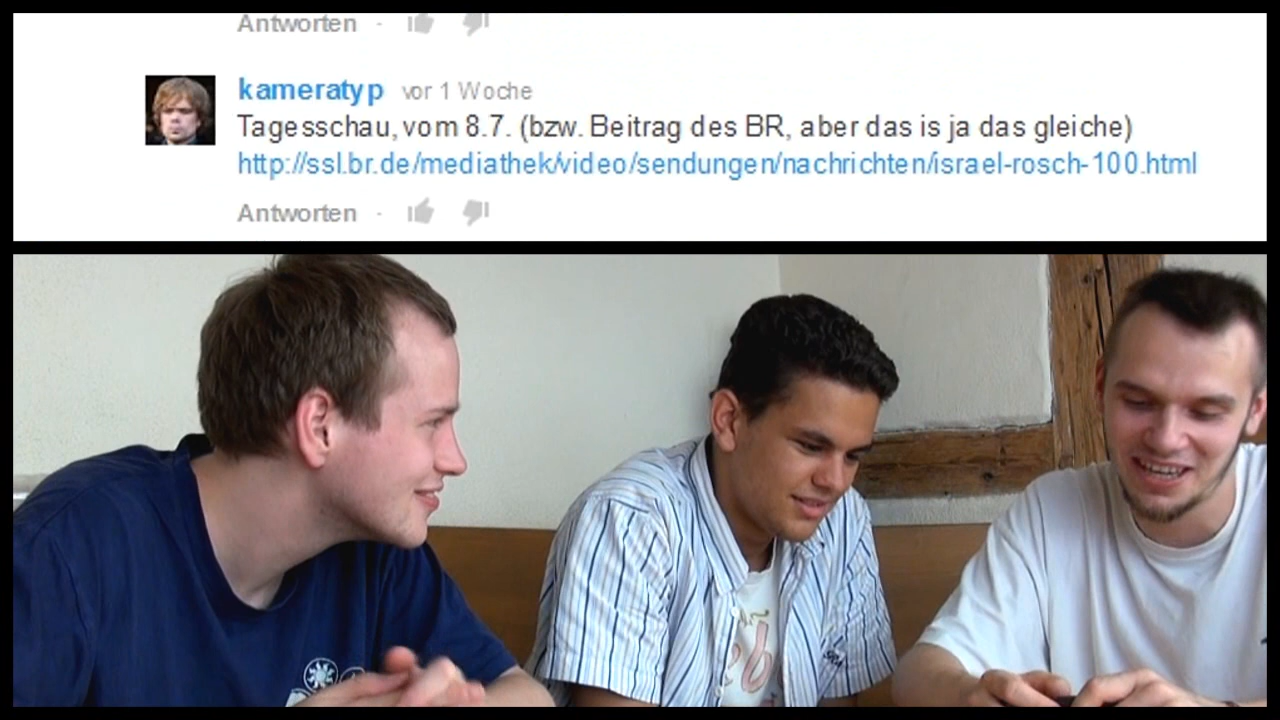 Antworten ·
kameratyp vor 1 Woche
Tagesschau, vom 8.7. (bzw. Beitrag des BR, aber das is ja das gleiche)
http://ssl.br.de/mediathek/video/sendungen/nachrichten/israel-rosch-100.html
Antworten ·